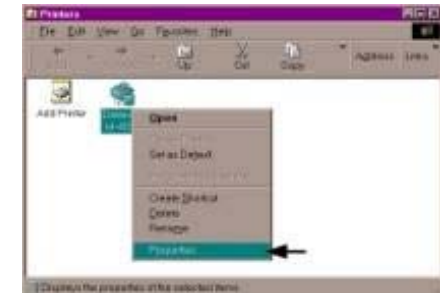 Printers
File Edit View Go Favorites Help
Up Cut Copy Address Links
Add Printer
Open
Set as Default
Create Shortcut
Delete
Rename
Properties
Displays the properties of the selected items.